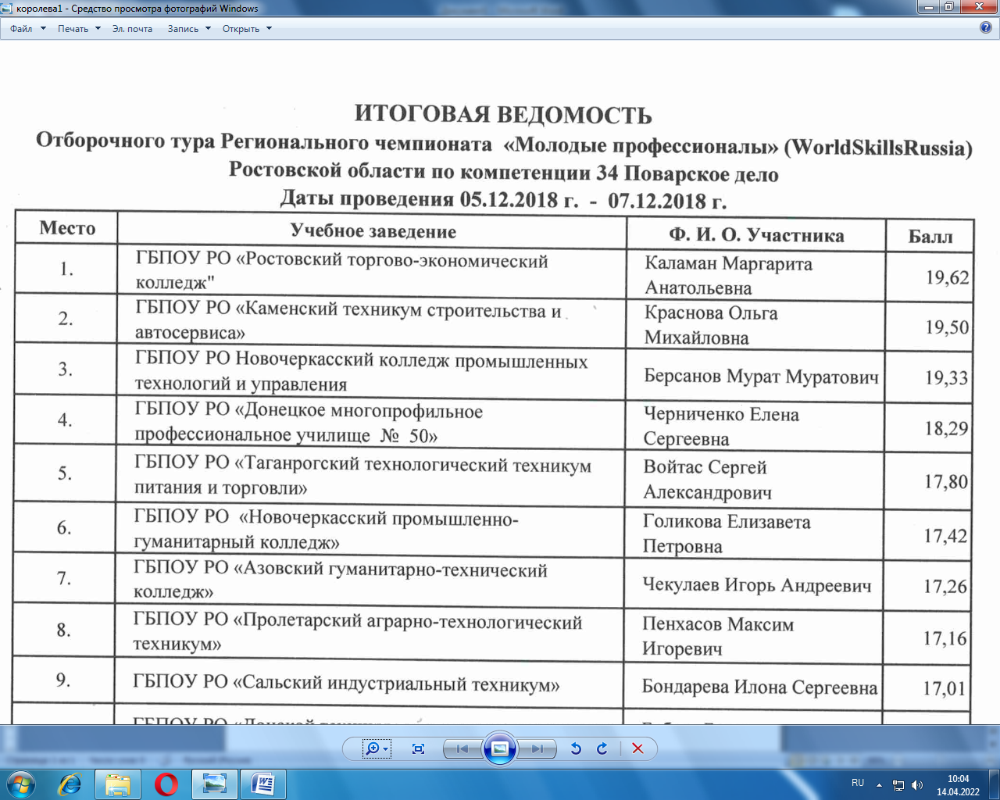 королева1 - Средство просмотра фотографий Windows
Файл Печать Эл. почта Запись Открыть
ИТОГОВАЯ ВЕДОМОСТЬ
Отборочного тура Регионального чемпионата «Молодые профессионалы» (WorldSkillsRussia)
Ростовской области по компетенции 34 Поварское дело
Даты проведения 05.12.2018 г. - 07.12.2018 г.
Место Учебное заведение Ф. И. О. Участника Балл
1. ГБПОУ РО «Ростовский торгово-экономический
колледж" Каламан Маргарита
Анатольевна 19,62
2. ГБПОУ РО «Каменский техникум строительства и
автосервиса» Краснова Ольга
Михайловна 19,50
3. ГБПОУ РО Новочеркасский колледж промышленных
технологий и управления Берсанов Мурат Муратович 19,33
4. ГБПОУ РО «Донецкое многопрофильное
профессиональное училище № 50» Черниченко Елена
Сергеевна 18,29
5. ГБПОУ РО «Таганрогский технологический техникум
питания и торговли» Войтас Сергей
Александрович 17,80
6. ГБПОУ РО «Новочеркасский промышленно-
гуманитарный колледж» Голикова Елизавета
Петровна 17,42
7. ГБПОУ РО «Азовский гуманитарно-технический
колледж» Чекулаев Игорь Андреевич 17,26
8. ГБПОУ РО «Пролетарский аграрно-технологический
техникум» Пенхасов Максим
Игоревич 17,16
9. ГБПОУ РО «Сальский индустриальный техникум» Бондарева Илона Сергеевна 17,01
RU 10:04
14.04.2022